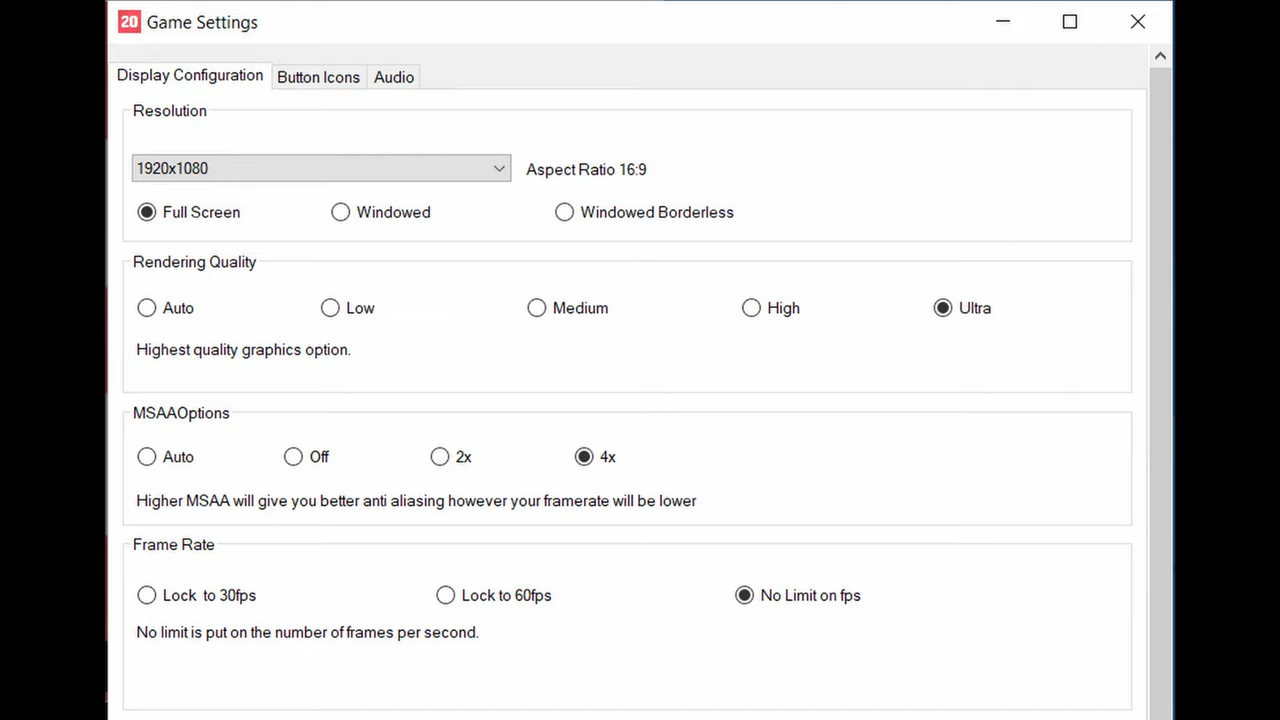 20 Game Settings
Display Configuration Button Icons Audio
Resolution
1920x1080 Aspect Ratio 16:9
Full Screen Windowed Windowed Borderless
Rendering Quality
Auto Low Medium High Ultra
Highest quality graphics option.
MSAAOptions
Auto Off 2x 4x
Higher MSAA will give you better anti aliasing however your framerate will be lower
Frame Rate
Lock to 30fps Lock to 60fps No Limit on fps
No limit is put on the number of frames per second.